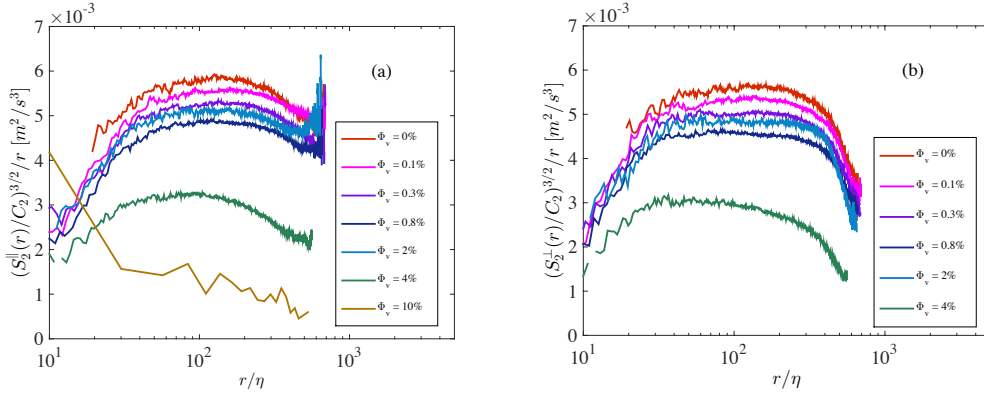 ×10⁻³
7
6
5
4
3
2
1
0
(S₂^∥(r)/C₂)^{3/2}/r [m²/s³]
(a)
Φᵥ = 0%
Φᵥ = 0.1%
Φᵥ = 0.3%
Φᵥ = 0.8%
Φᵥ = 2%
Φᵥ = 4%
Φᵥ = 10%
10¹ 10² 10³
r/η
×10⁻³
7
6
5
4
3
2
1
0
(S₂^⊥(r)/C₂)^{3/2}/r [m²/s³]
(b)
Φᵥ = 0%
Φᵥ = 0.1%
Φᵥ = 0.3%
Φᵥ = 0.8%
Φᵥ = 2%
Φᵥ = 4%
10¹ 10² 10³
r/η